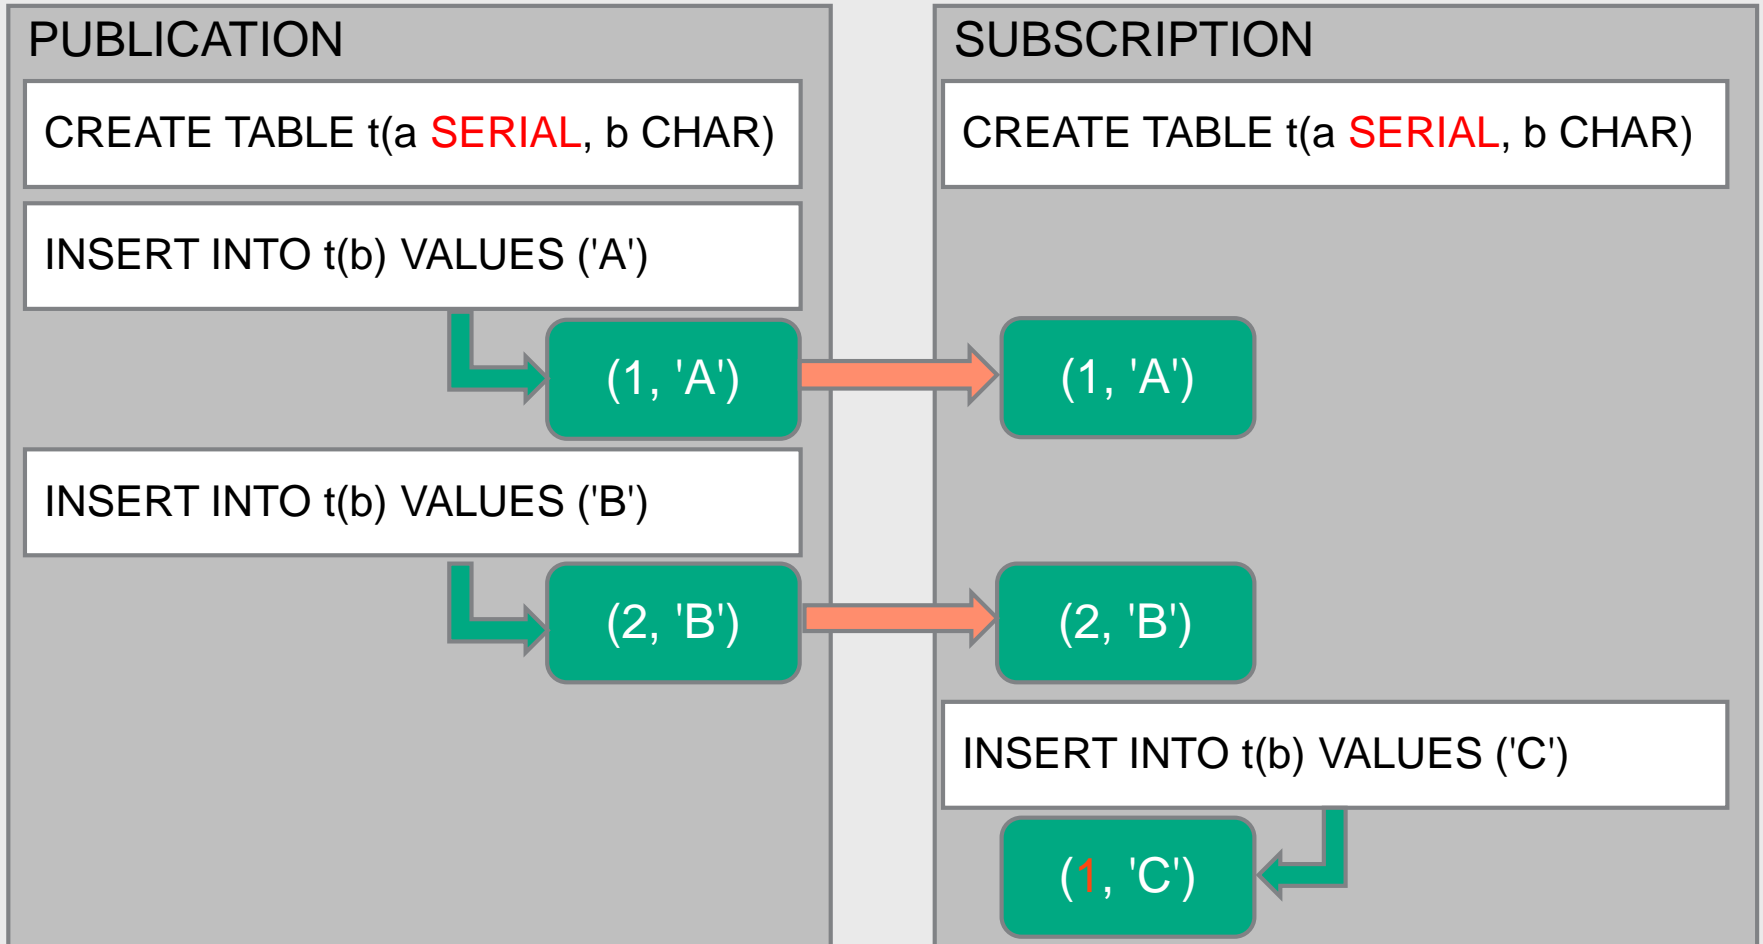 PUBLICATION
CREATE TABLE t(a SERIAL, b CHAR)
INSERT INTO t(b) VALUES ('A')
(1, 'A')
INSERT INTO t(b) VALUES ('B')
(2, 'B')
SUBSCRIPTION
CREATE TABLE t(a SERIAL, b CHAR)
(1, 'A')
(2, 'B')
INSERT INTO t(b) VALUES ('C')
(1, 'C')